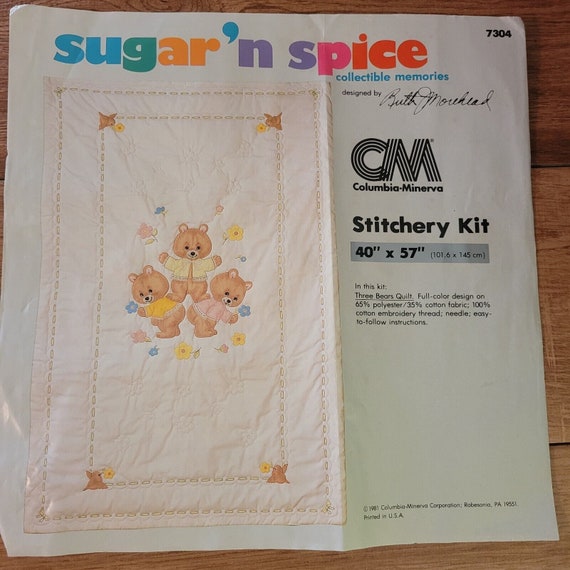 sugar'n spice
7304
collectible memories
designed by Ruth J Morehead
CM®
Columbia-Minerva
Stitchery Kit
40" x 57" (101.6 x 145 cm)
In this kit:
Three Bears Quilt. Full-color design on
65% polyester/35% cotton fabric; 100%
cotton embroidery thread; needle; easy-
to-follow instructions.
© 1981 Columbia-Minerva Corporation; Robesonia, PA 19551.
Printed in U.S.A.